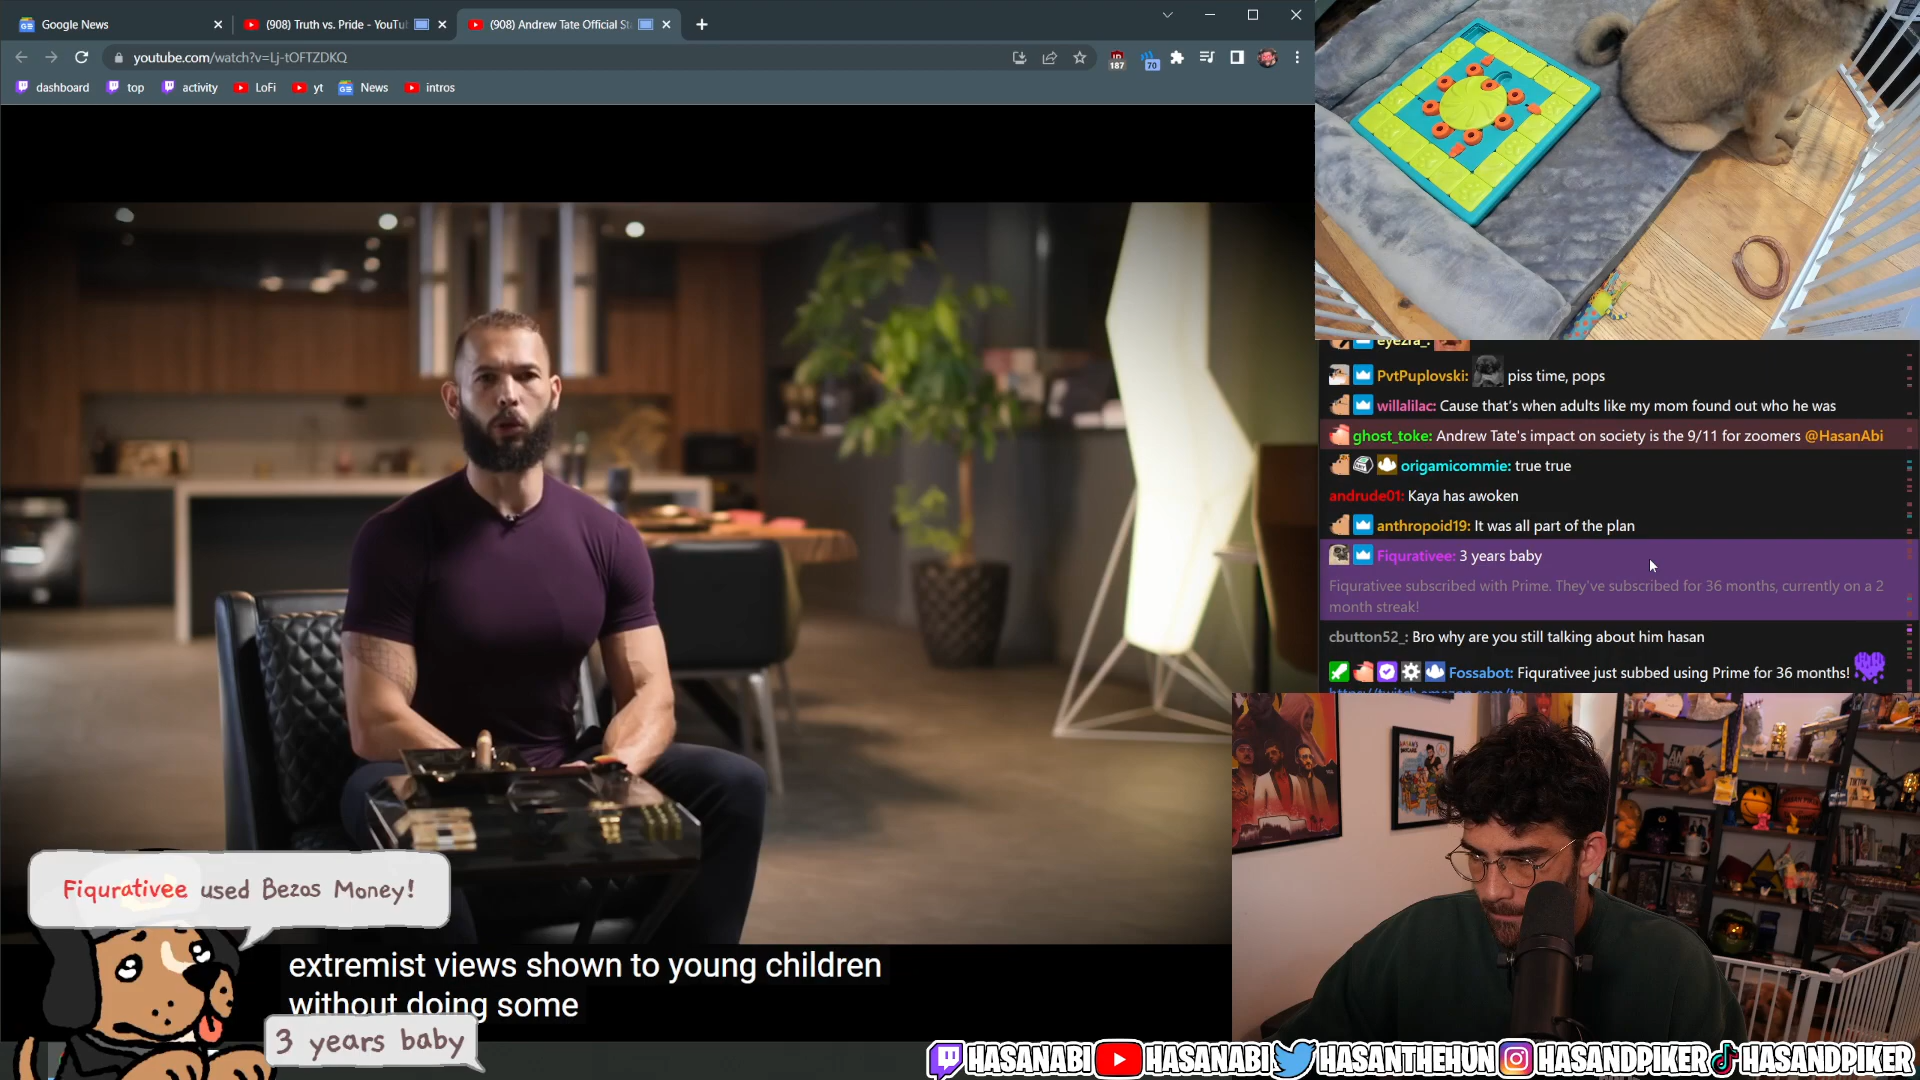 Google News
(908) Truth vs. Pride - YouTu
(908) Andrew Tate Official St
youtube.com/watch?v=Lj-tOFTZDKQ
187
70
dashboard
top
activity
LoFi
yt
News
intros
eyezra_:
PvtPuplovski: piss time, pops
willalilac: Cause that's when adults like my mom found out who he was
ghost_toke: Andrew Tate's impact on society is the 9/11 for zoomers @HasanAbi
origamicommie: true true
andrude01: Kaya has awoken
anthropoid19: It was all part of the plan
Fiqurativee: 3 years baby
Fiqurativee subscribed with Prime. They've subscribed for 36 months, currently on a 2
month streak!
cbutton52_: Bro why are you still talking about him hasan
Fossabot: Fiqurativee just subbed using Prime for 36 months!
Fiqurativee used Bezos Money!
extremist views shown to young children
without doing some
3 years baby
HASANABI HASANABI HASANTHEHUN HASANDPIKER HASANDPIKER